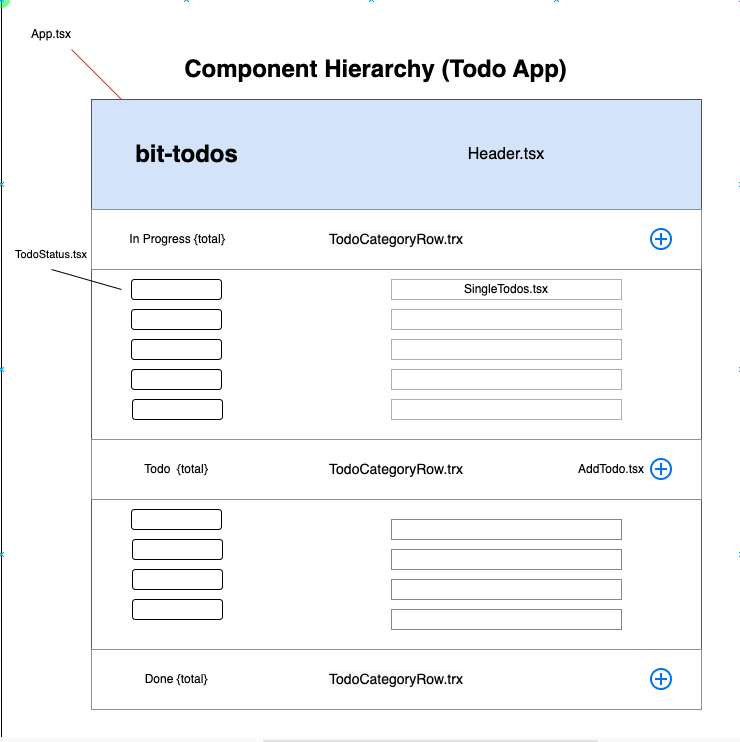 App.tsx
Component Hierarchy (Todo App)
bit-todos
Header.tsx
In Progress {total}
TodoCategoryRow.trx
TodoStatus.tsx
SingleTodos.tsx
Todo {total}
TodoCategoryRow.trx
AddTodo.tsx
Done {total}
TodoCategoryRow.trx